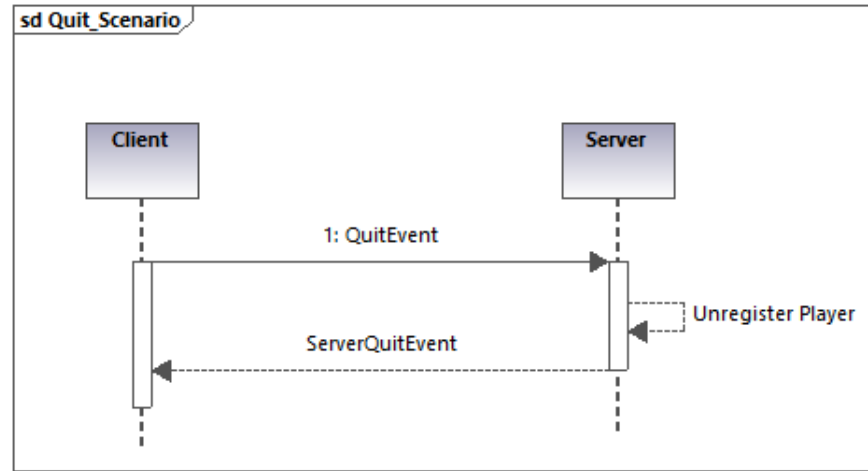 sd Quit_Scenario
Client
Server
1: QuitEvent
Unregister Player
ServerQuitEvent